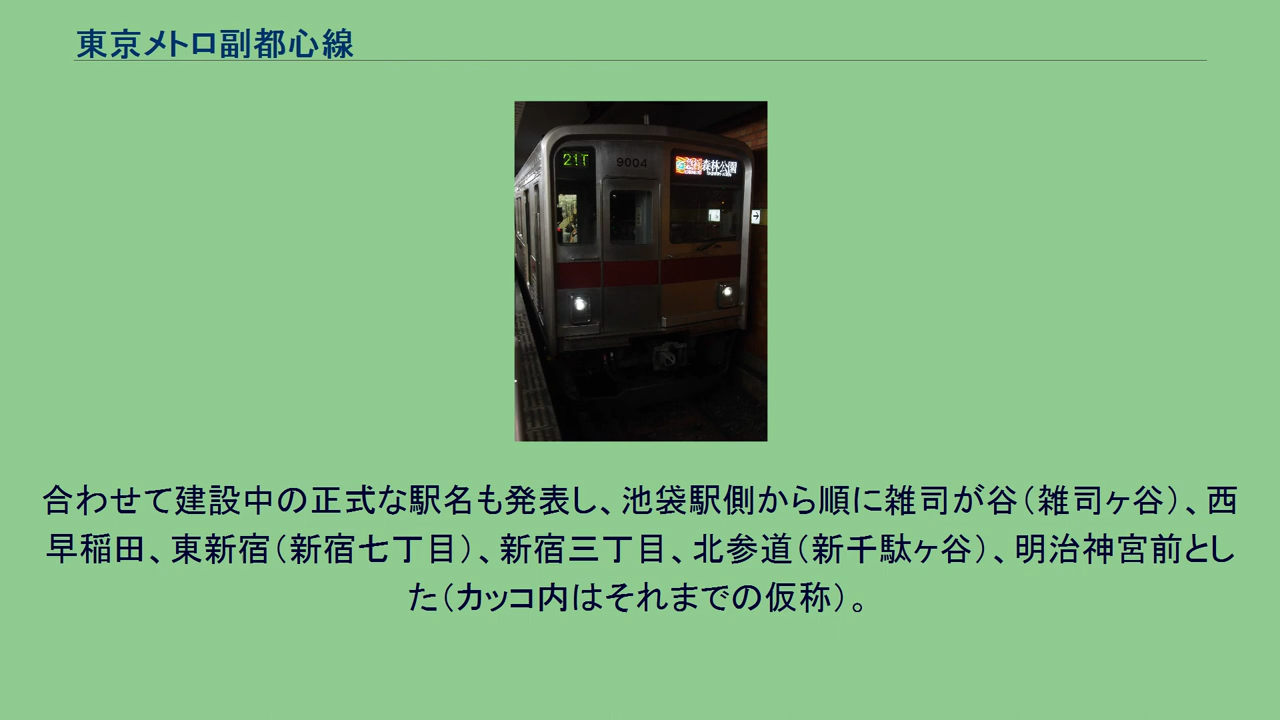 東京メトロ副都心線
21T
9004
急行 森林公園
合わせて建設中の正式な駅名も発表し、池袋駅側から順に雑司が谷（雑司ヶ谷）、西
早稲田、東新宿（新宿七丁目）、新宿三丁目、北参道（新千駄ヶ谷）、明治神宮前とし
た（カッコ内はそれまでの仮称）。